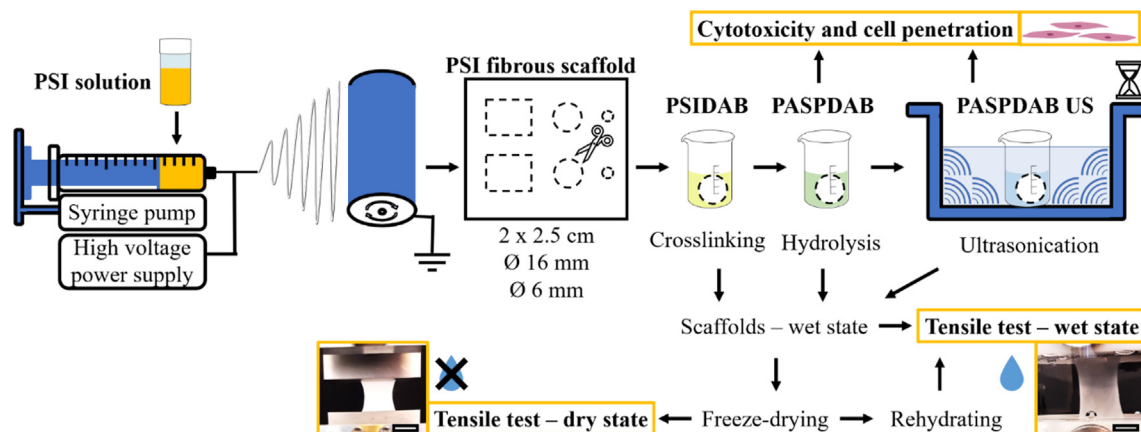 Cytotoxicity and cell penetration
PSI solution
PSI fibrous scaffold
PSIDAB
PASPDAB
PASPDAB US
Syringe pump
High voltage
power supply
2 x 2.5 cm
Ø 16 mm
Ø 6 mm
Crosslinking
Hydrolysis
Ultrasonication
Scaffolds – wet state
Tensile test – wet state
Tensile test – dry state
Freeze-drying
Rehydrating